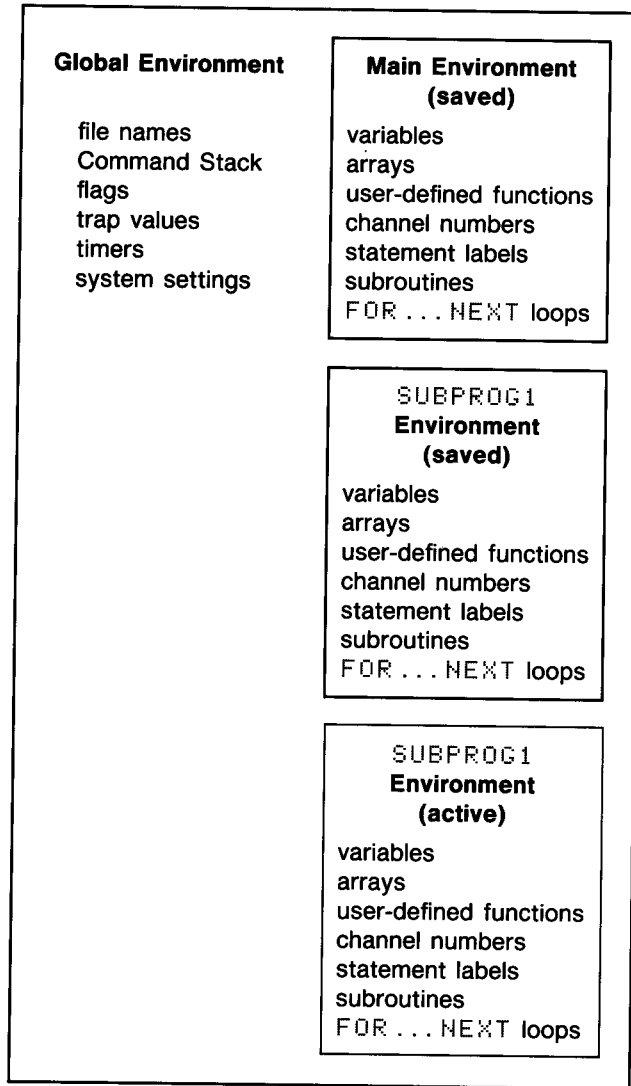 Global Environment
file names
Command Stack
flags
trap values
timers
system settings
Main Environment
(saved)
variables
arrays
user-defined functions
channel numbers
statement labels
subroutines
FOR ... NEXT loops
SUBPROG1
Environment
(saved)
variables
arrays
user-defined functions
channel numbers
statement labels
subroutines
FOR ... NEXT loops
SUBPROG1
Environment
(active)
variables
arrays
user-defined functions
channel numbers
statement labels
subroutines
FOR ... NEXT loops